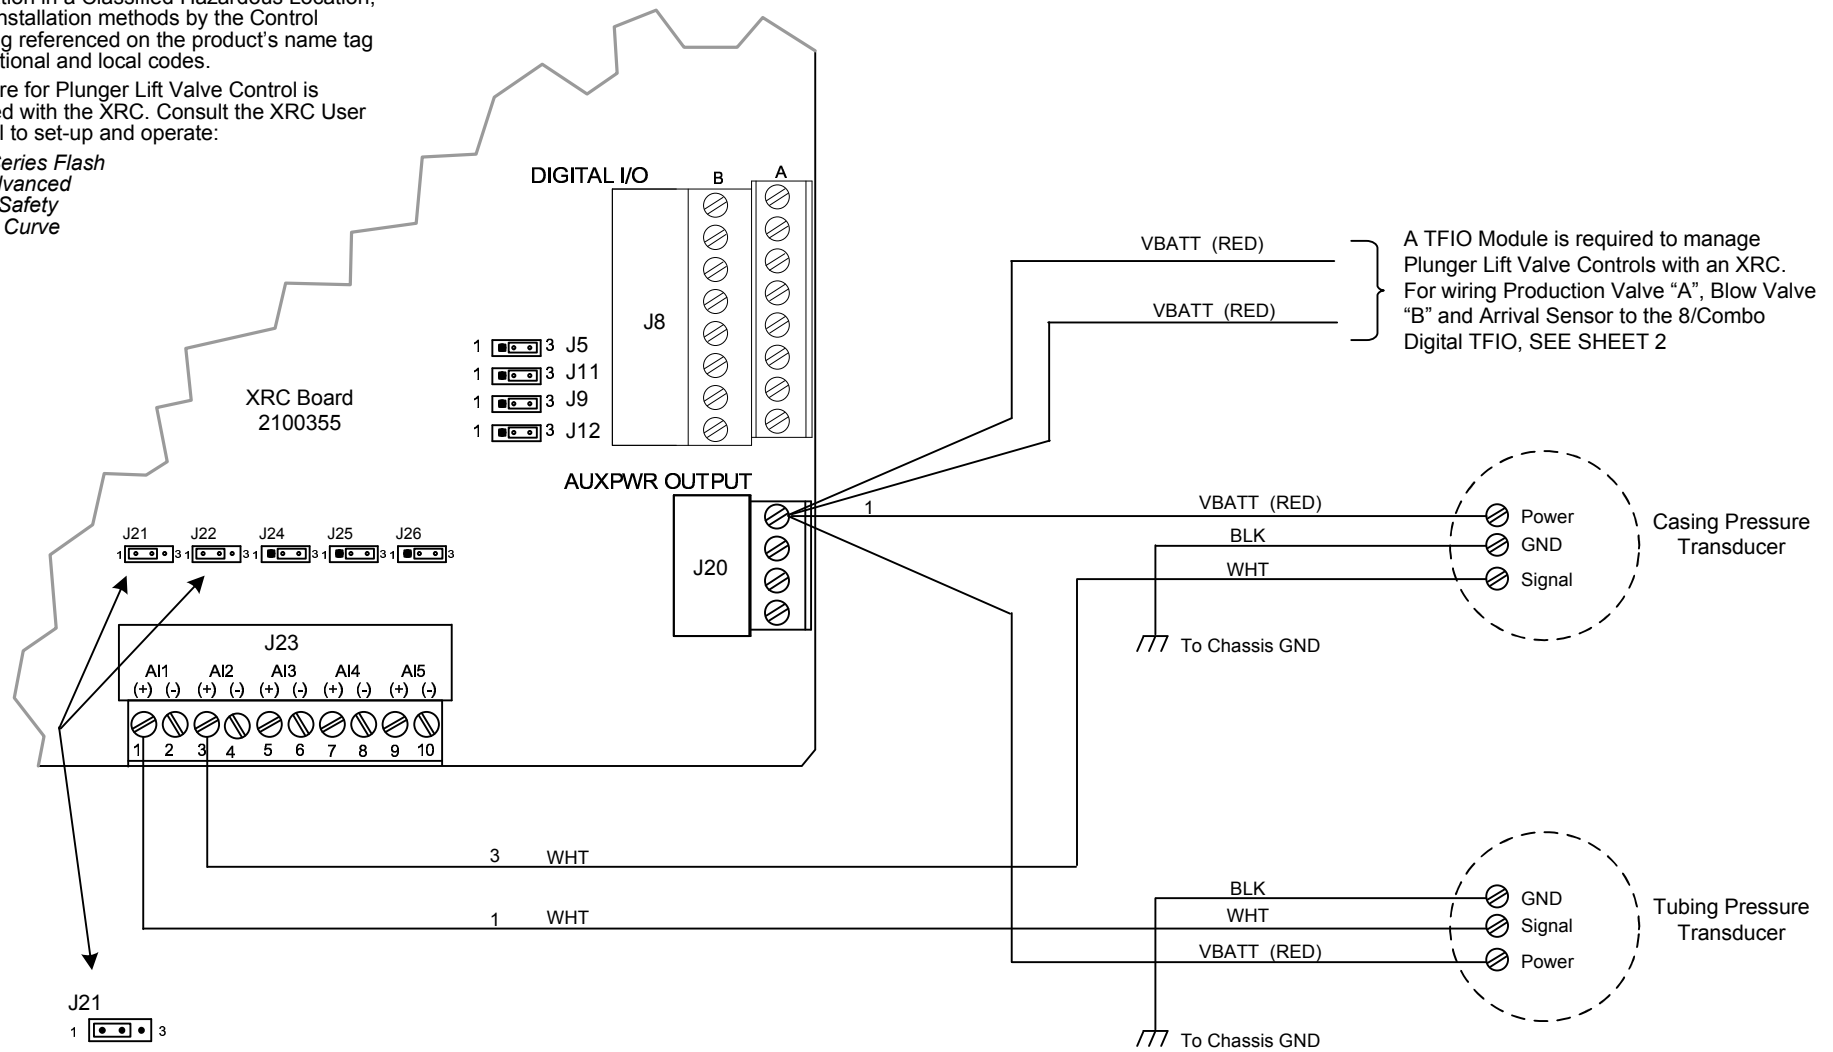 tion in a Classified Hazardous Location,
nstallation methods by the Control
g referenced on the product's name tag
tional and local codes.
re for Plunger Lift Valve Control is
ed with the XRC. Consult the XRC User
l to set-up and operate:
eries Flash
dvanced
Safety
Curve
DIGITAL I/O
B
A
J8
1 3 J5
1 3 J11
1 3 J9
1 3 J12
XRC Board
2100355
VBATT (RED)
VBATT (RED)
A TFIO Module is required to manage
Plunger Lift Valve Controls with an XRC.
For wiring Production Valve “A”, Blow Valve
“B” and Arrival Sensor to the 8/Combo
Digital TFIO, SEE SHEET 2
AUXPWR OUTPUT
J20
1
VBATT (RED)
BLK
WHT
Power
GND
Signal
Casing Pressure
Transducer
To Chassis GND
J21 J22 J24 J25 J26
1 3 1 3 1 3 1 3 1 3
J23
AI1 AI2 AI3 AI4 AI5
(+) (-) (+) (-) (+) (-) (+) (-) (+) (-)
1 2 3 4 5 6 7 8 9 10
3 WHT
1 WHT
BLK
WHT
VBATT (RED)
GND
Signal
Power
Tubing Pressure
Transducer
To Chassis GND
J21
1 3